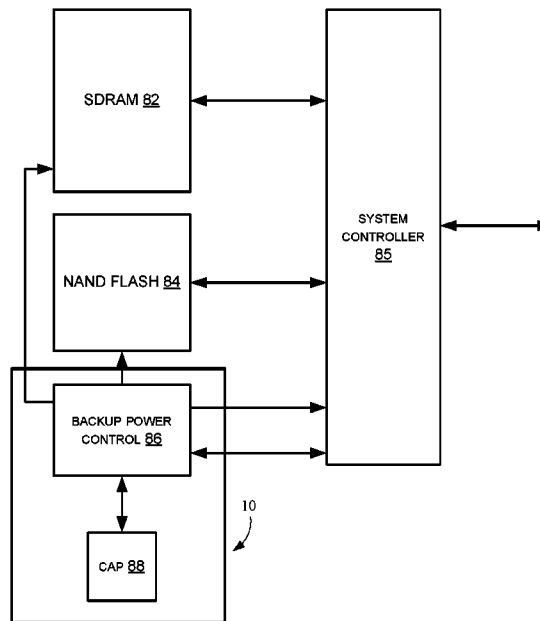 SDRAM 82
SYSTEM
CONTROLLER
85
NAND FLASH 84
BACKUP POWER
CONTROL 86
10
CAP 88